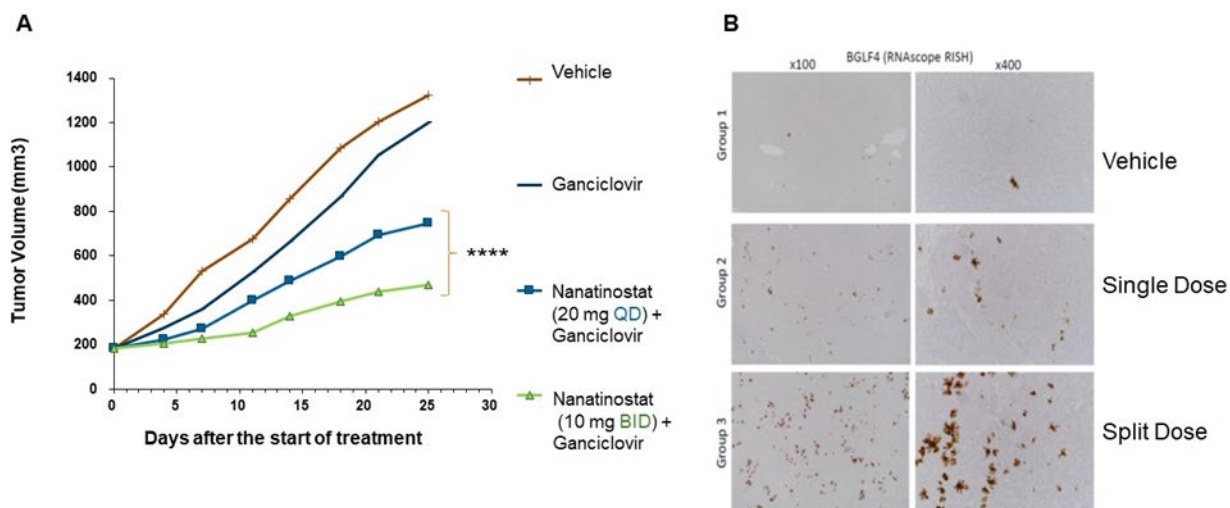 A
1400
1200
1000
800
600
400
200
0
Tumor Volume (mm3)
0 5 10 15 20 25 30
Days after the start of treatment
****
Vehicle
Ganciclovir
Nanatinostat
(20 mg QD) +
Ganciclovir
Nanatinostat
(10 mg BID) +
Ganciclovir
B
BGLF4 (RNAscope RISH)
x100 x400
Group 1
Vehicle
Group 2
Single Dose
Group 3
Split Dose